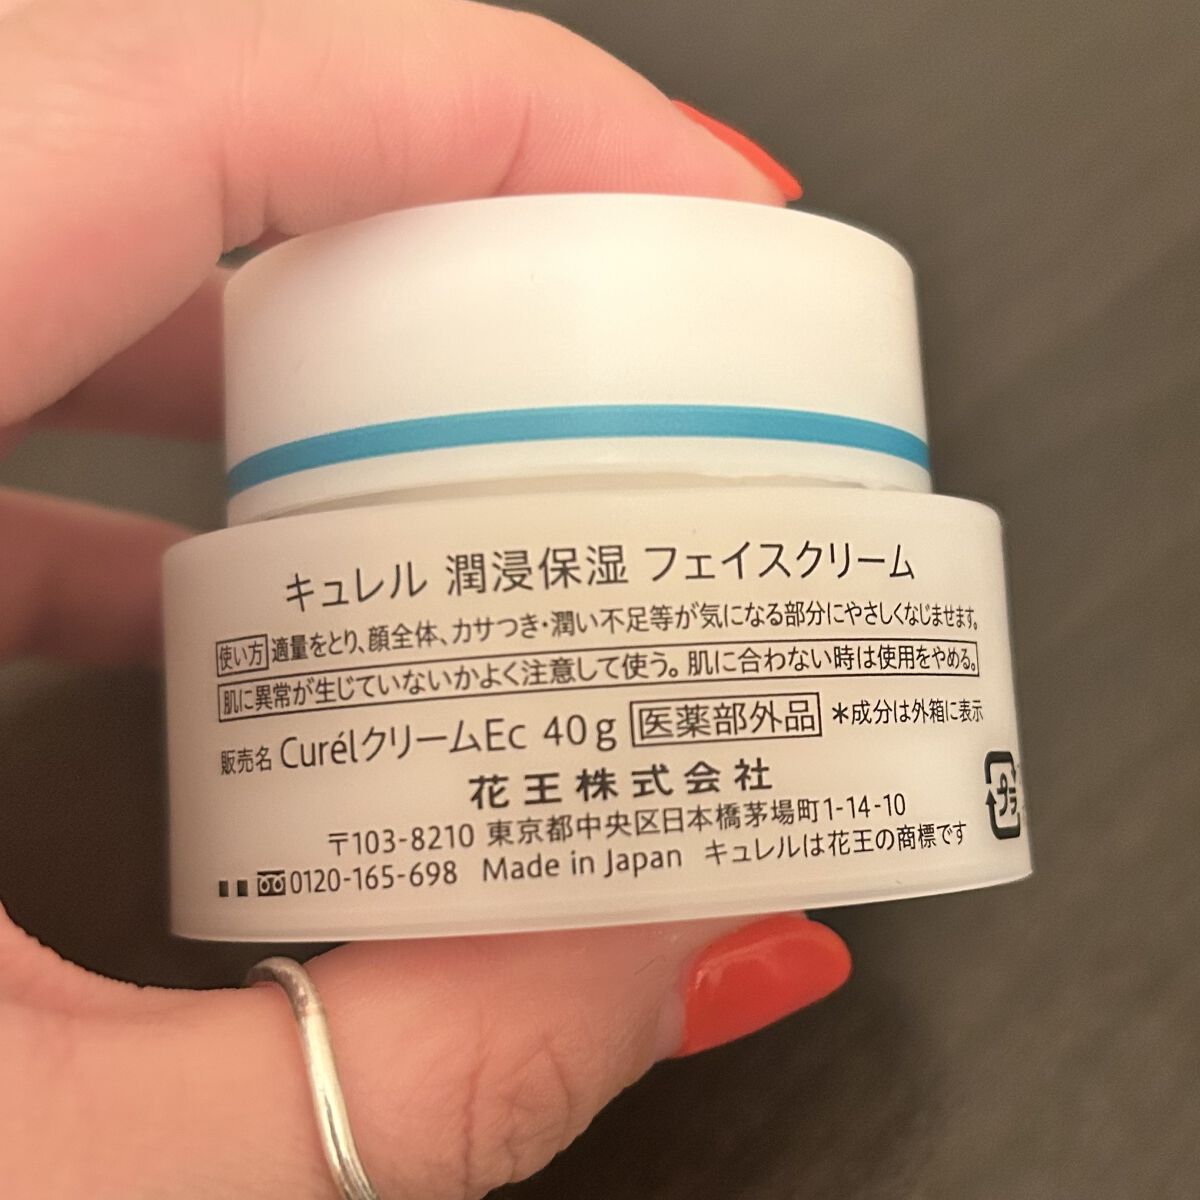 キュレル 潤浸保湿 フェイスクリーム
使い方 適量をとり、顔全体、カサつき・潤い不足等が気になる部分にやさしくなじませます。
肌に異常が生じていないかよく注意して使う。肌に合わない時は使用をやめる。
販売名 CurélクリームEc 40g 医薬部外品 *成分は外箱に表示
花王株式会社
〒103-8210 東京都中央区日本橋茅場町1-14-10
0120-165-698 Made in Japan キュレルは花王の商標です
プラ